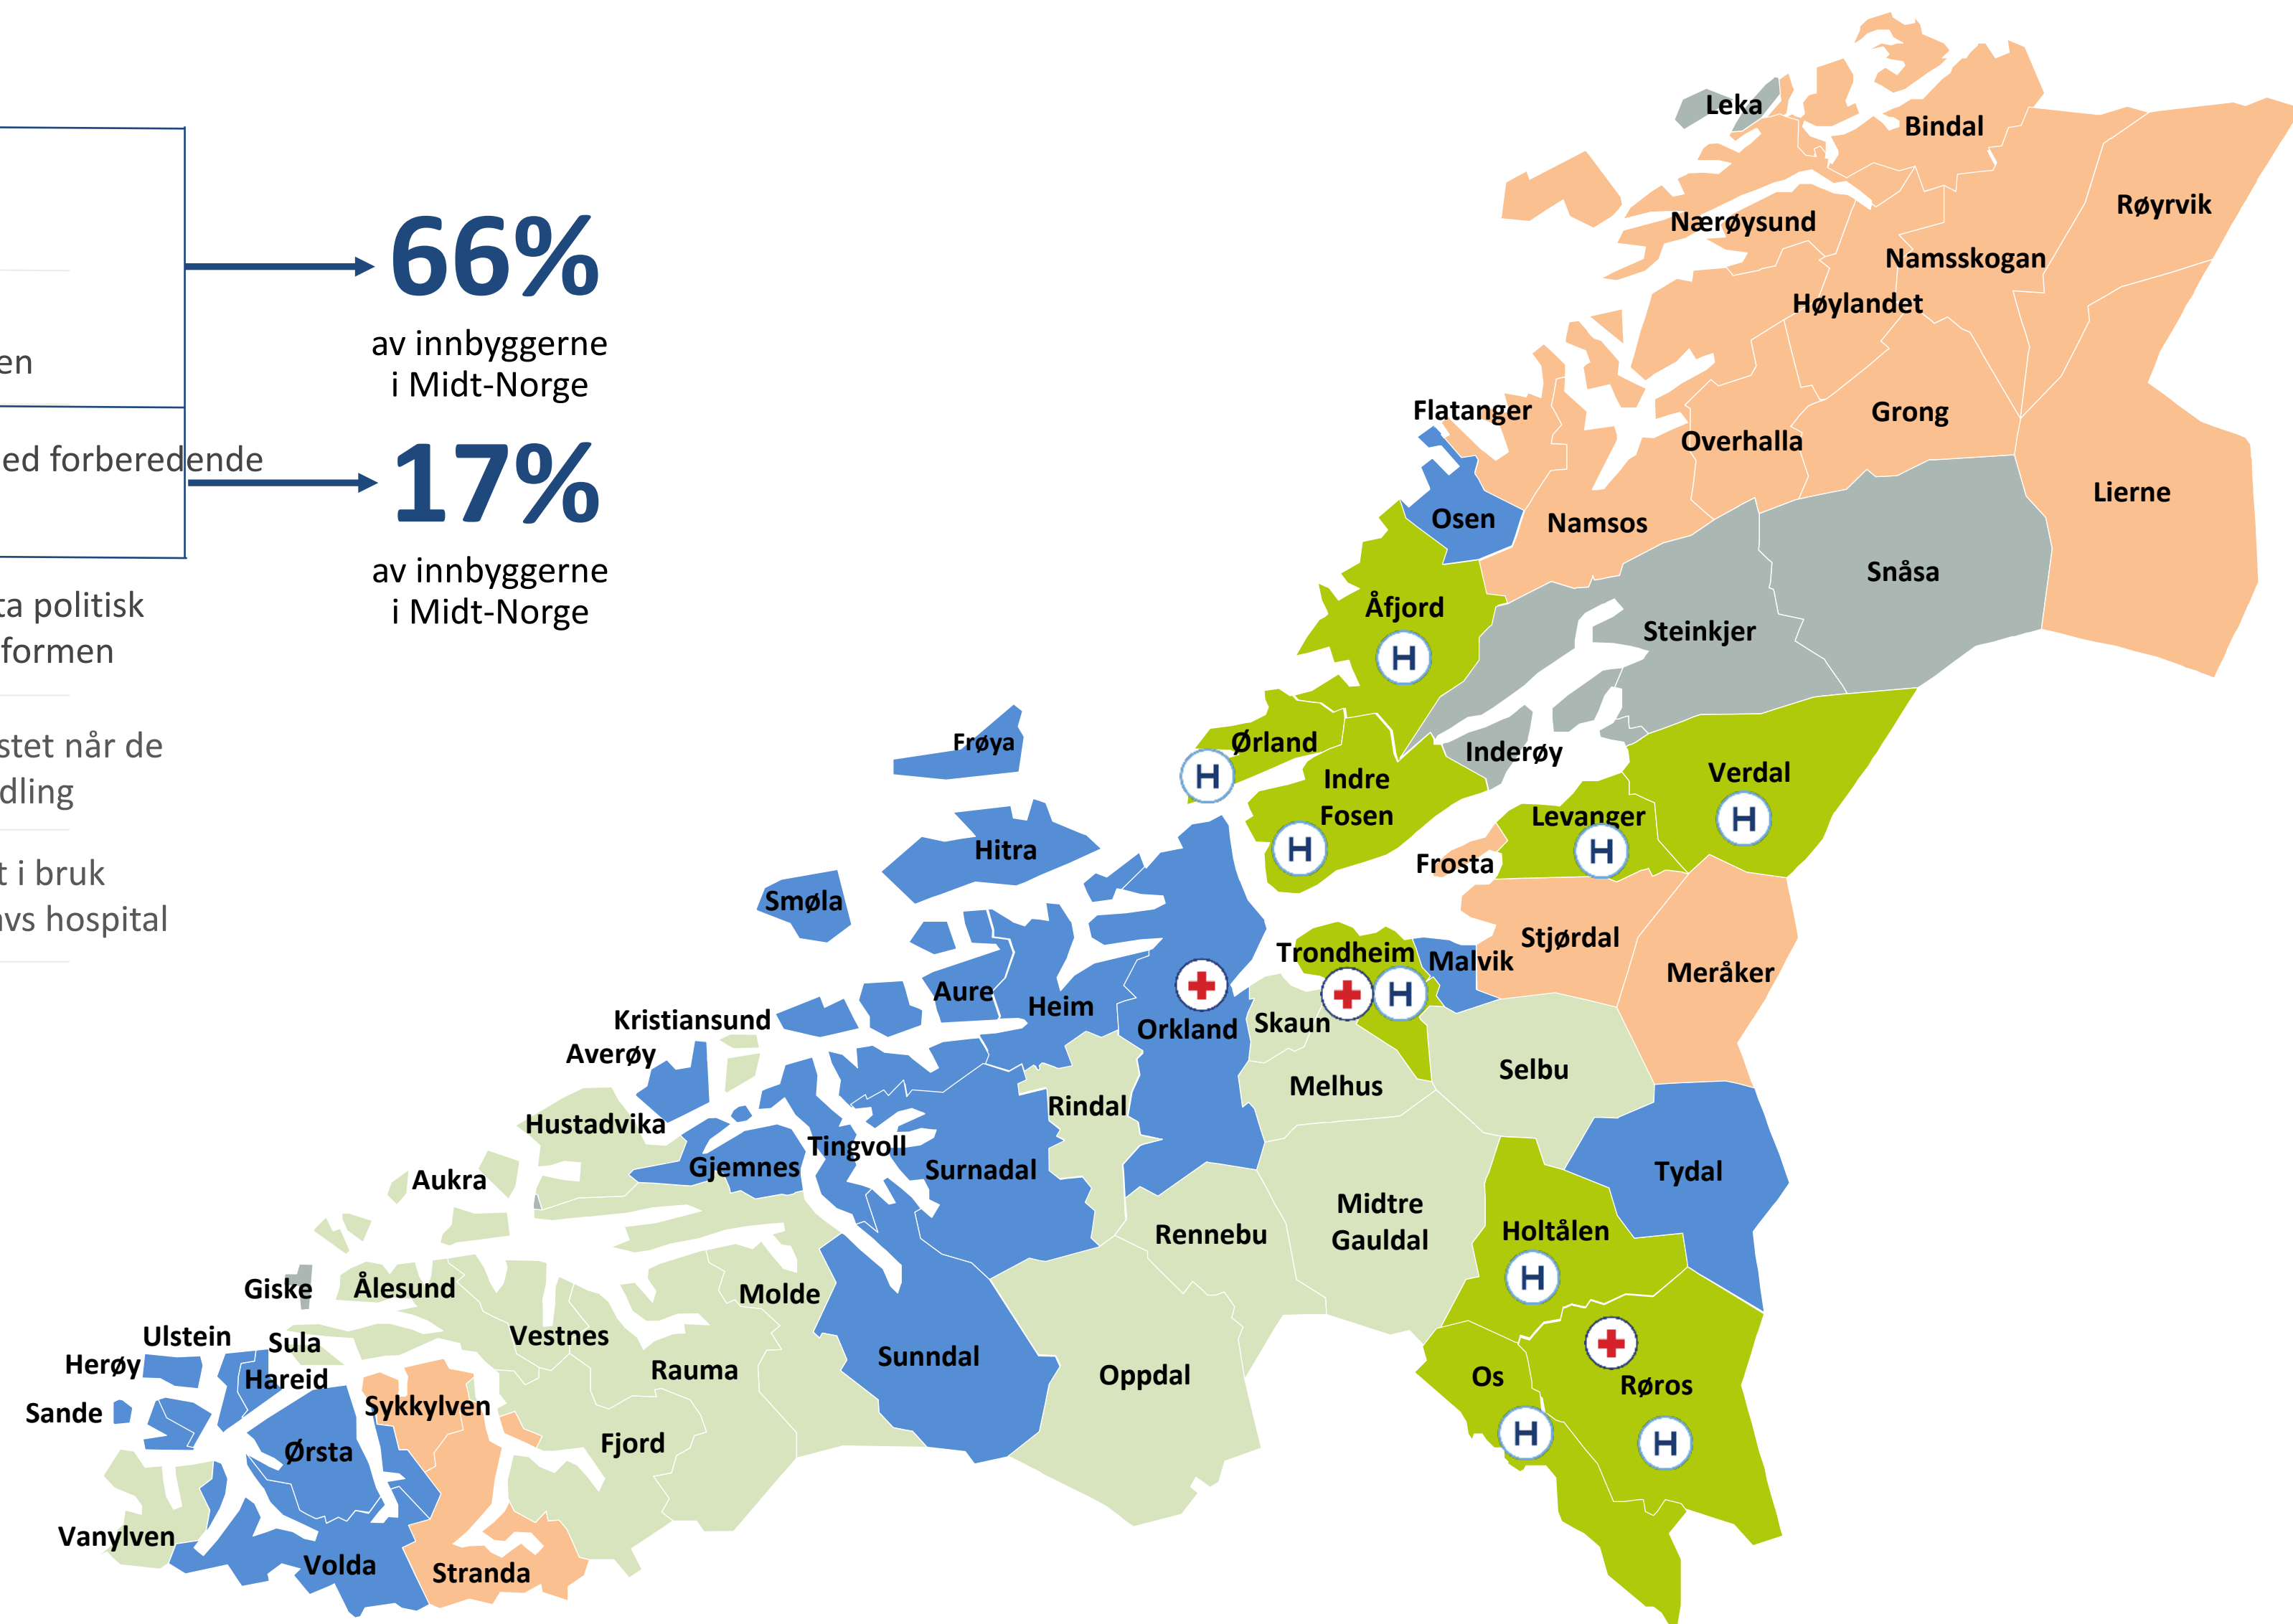 66%
av innbyggerne
i Midt-Norge
en
ed forberedende
17%
av innbyggerne
i Midt-Norge
ta politisk
formen
stet når de
dling
t i bruk
avs hospital
Leka
Bindal
Røyrvik
Nærøysund
Namsskogan
Høylandet
Flatanger
Grong
Overhalla
Lierne
Osen
Namsos
Snåsa
Åfjord
Steinkjer
H
Frøya
Ørland
Inderøy
H
Indre
Fosen
Verdal
Hitra
Levanger
H
H
H
Frosta
Smøla
Stjørdal
Trondheim
Malvik
Meråker
Aure
Heim
H
Kristiansund
Orkland
Skaun
Averøy
Selbu
Melhus
Rindal
Hustadvika
Tingvoll
Gjemnes
Surnadal
Tydal
Aukra
Midtre
Gauldal
Rennebu
Holtålen
H
Giske
Ålesund
Molde
Ulstein
Sula
Vestnes
Herøy
Hareid
Rauma
Sunndal
Oppdal
Os
Røros
Sande
Sykkylven
H
H
Ørsta
Fjord
Vanylven
Volda
Stranda